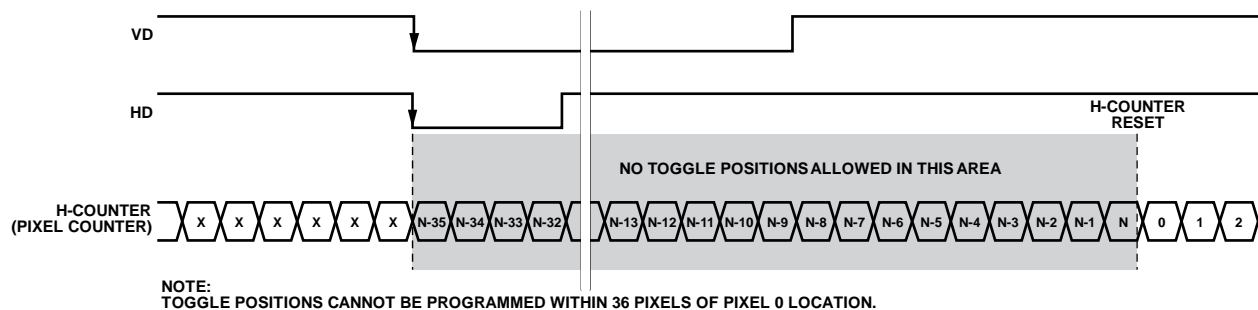 VD
HD
H-COUNTER
RESET
NO TOGGLE POSITIONS ALLOWED IN THIS AREA
H-COUNTER
(PIXEL COUNTER)
X X X X X X N-35 N-34 N-33 N-32 N-13 N-12 N-11 N-10 N-9 N-8 N-7 N-6 N-5 N-4 N-3 N-2 N-1 N 0 1 2
NOTE:
TOGGLE POSITIONS CANNOT BE PROGRAMMED WITHIN 36 PIXELS OF PIXEL 0 LOCATION.